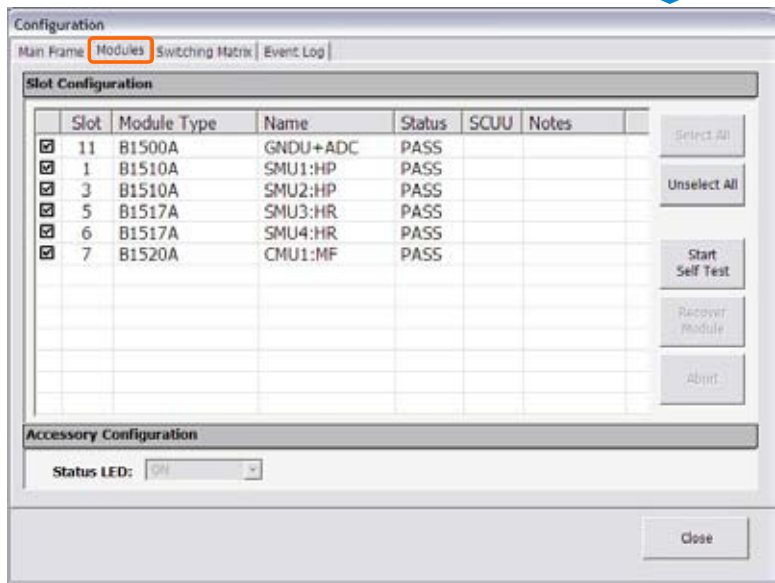 Configuration
Main Frame Modules Switching Matrix Event Log
Slot Configuration
Slot Module Type Name Status SCUU Notes
11 B1500A GNDU+ADC PASS
1 B1510A SMU1:HP PASS
3 B1510A SMU2:HP PASS
5 B1517A SMU3:HR PASS
6 B1517A SMU4:HR PASS
7 B1520A CMU1:MF PASS
Select All
Unselect All
Start
Self Test
Recover
Module
Abort
Accessory Configuration
Status LED: ON
Close